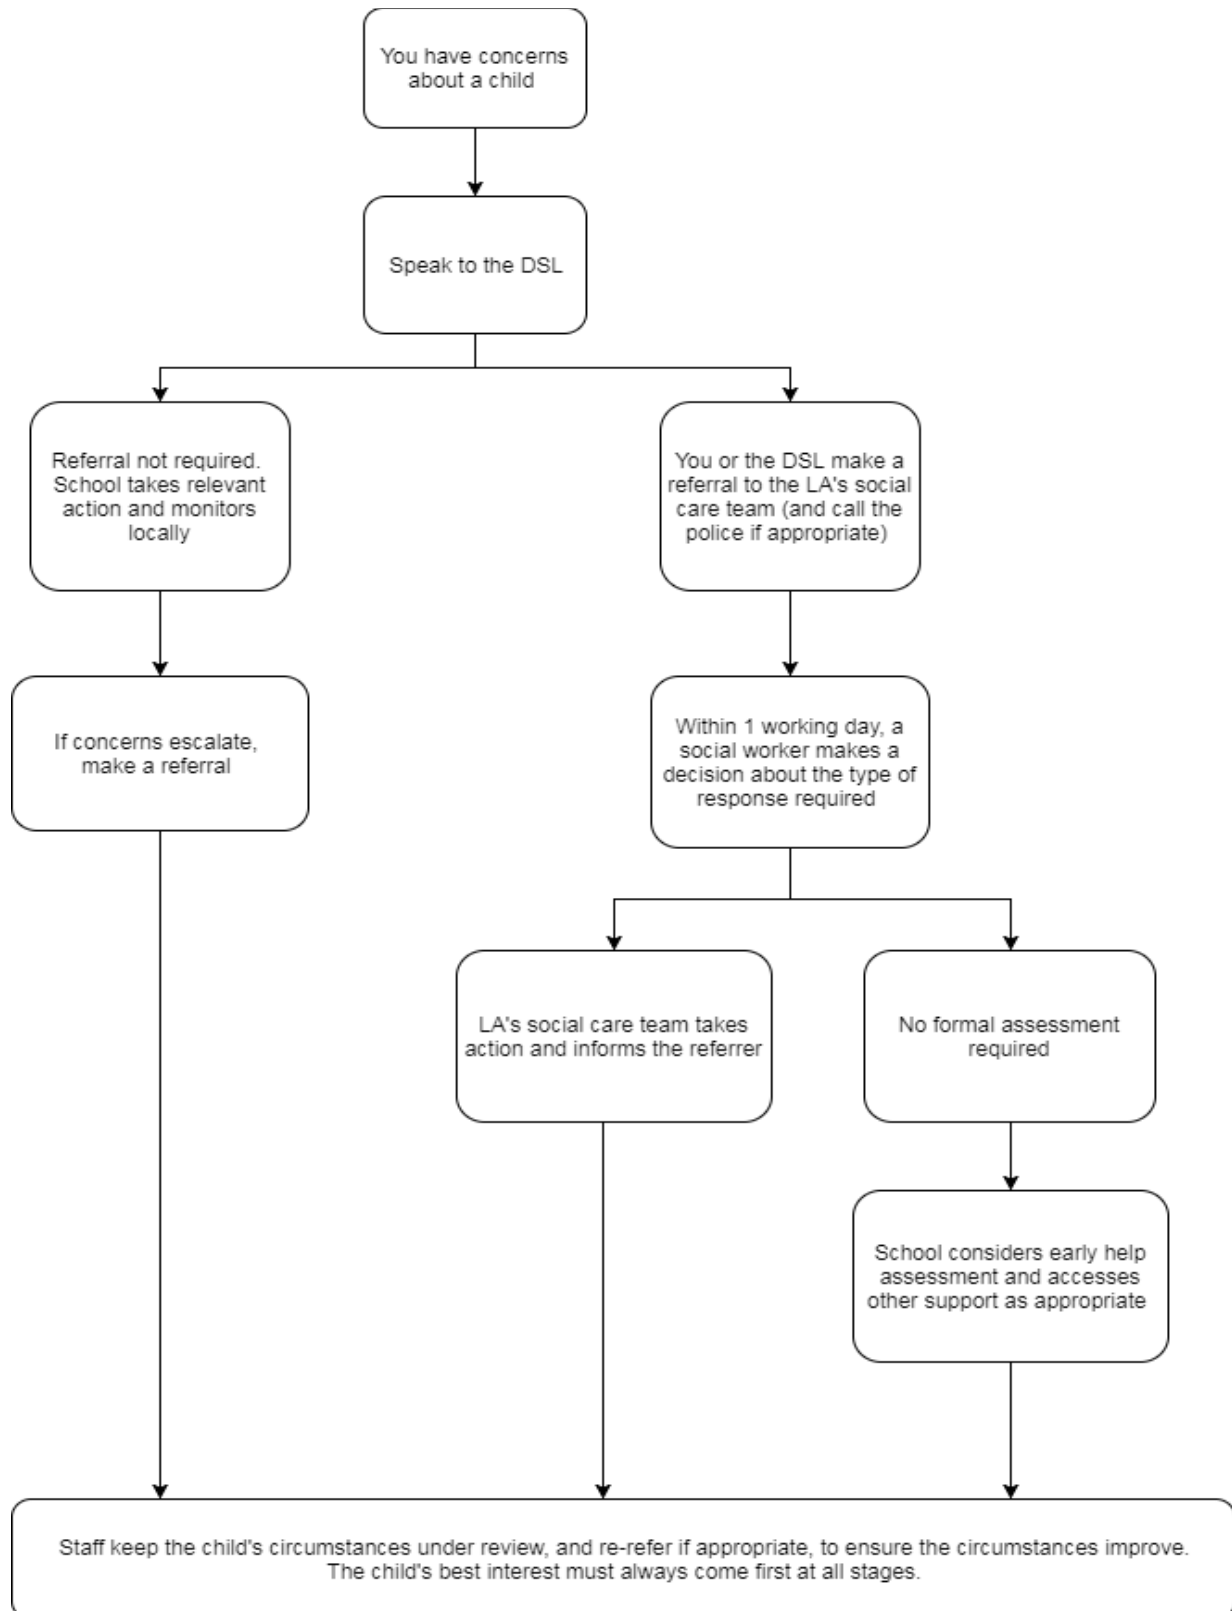 You have concerns
about a child
Speak to the DSL
Referral not required.
School takes relevant
action and monitors
locally
You or the DSL make a
referral to the LA's social
care team (and call the
police if appropriate)
If concerns escalate,
make a referral
Within 1 working day, a
social worker makes a
decision about the type of
response required
LA's social care team takes
action and informs the referrer
No formal assessment
required
School considers early help
assessment and accesses
other support as appropriate
Staff keep the child's circumstances under review, and re-refer if appropriate, to ensure the circumstances improve.
The child's best interest must always come first at all stages.